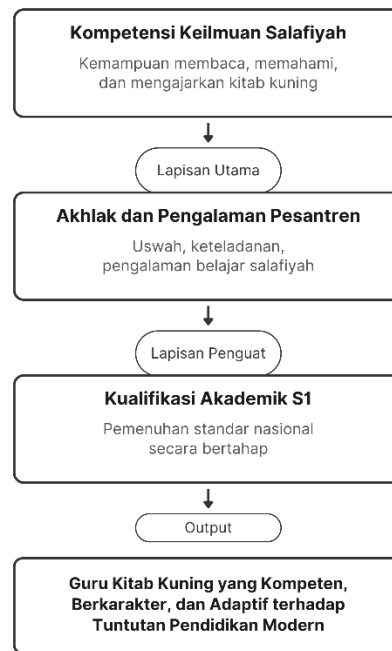 Kompetensi Keilmuan Salafiyah
Kemampuan membaca, memahami,
dan mengajarkan kitab kuning
Lapisan Utama
Akhlak dan Pengalaman Pesantren
Uswah, keteladanan,
pengalaman belajar salafiyah
Lapisan Penguat
Kualifikasi Akademik S1
Pemenuhan standar nasional
secara bertahap
Output
Guru Kitab Kuning yang Kompeten,
Berkarakter, dan Adaptif terhadap
Tuntutan Pendidikan Modern